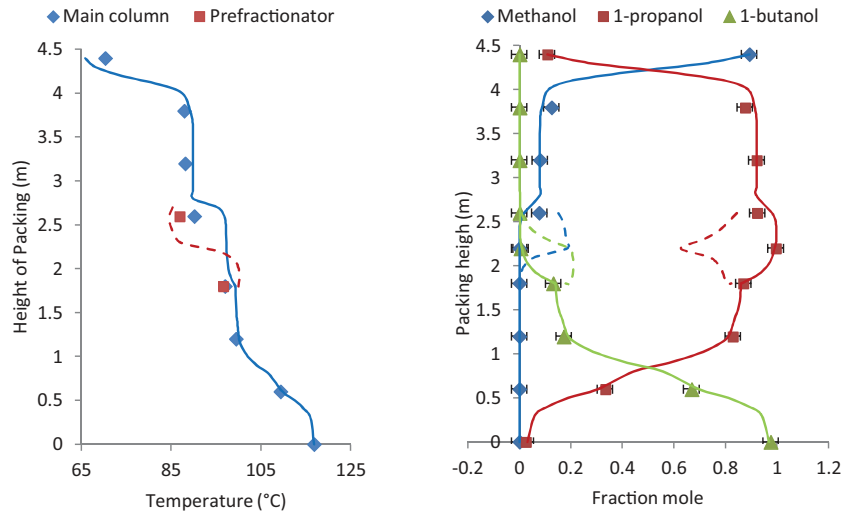 Main column Prefractionator
4.5
4
3.5
3
2.5
2
1.5
1
0.5
0
Height of Packing (m)
65 85 105 125
Temperature (°C)
Methanol 1-propanol 1-butanol
4.5
4
3.5
3
2.5
2
1.5
1
0.5
0
Packing heigh (m)
-0.2 0 0.2 0.4 0.6 0.8 1 1.2
Fraction mole